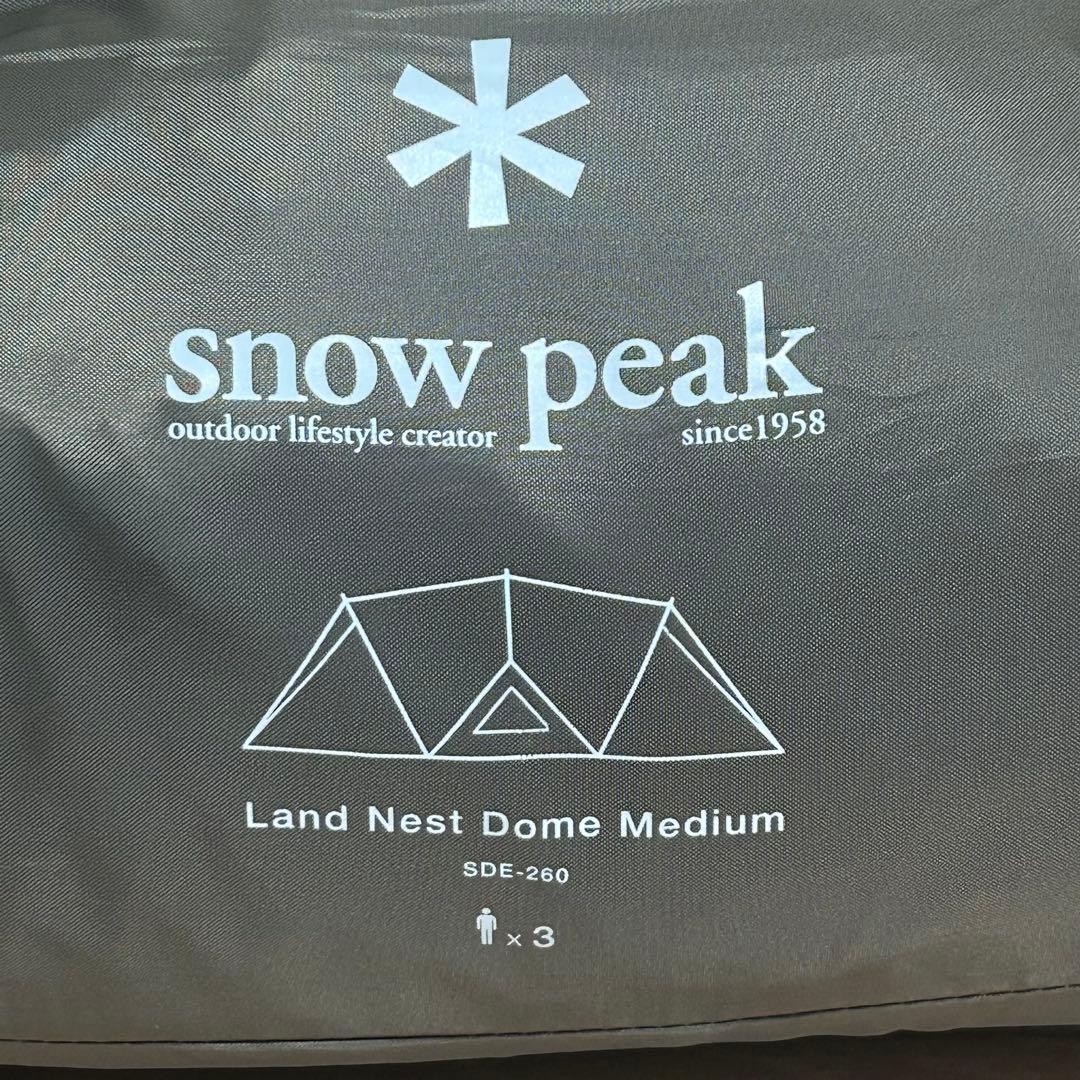 snow peak
outdoor lifestyle creator since1958
Land Nest Dome Medium
SDE-260
x 3